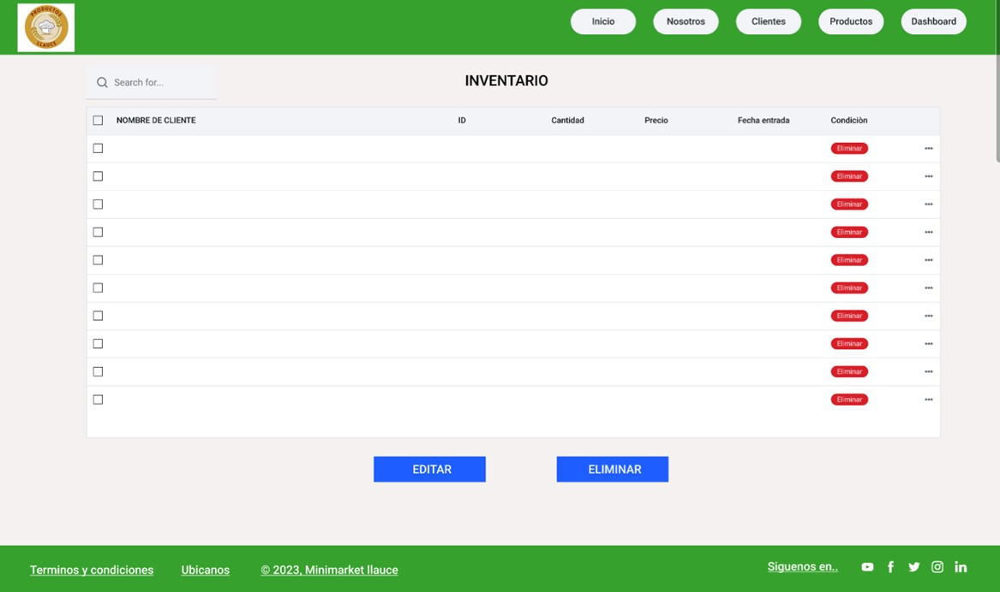 PRODUCTOS
LLAUCE
Inicio
Nosotros
Clientes
Productos
Dashboard
Search for...
INVENTARIO
NOMBRE DE CLIENTE ID Cantidad Precio Fecha entrada Condiciòn
Eliminar
Eliminar
Eliminar
Eliminar
Eliminar
Eliminar
Eliminar
Eliminar
Eliminar
Eliminar
EDITAR
ELIMINAR
Terminos y condiciones
Ubicanos
© 2023, Minimarket llauce
Siguenos en..